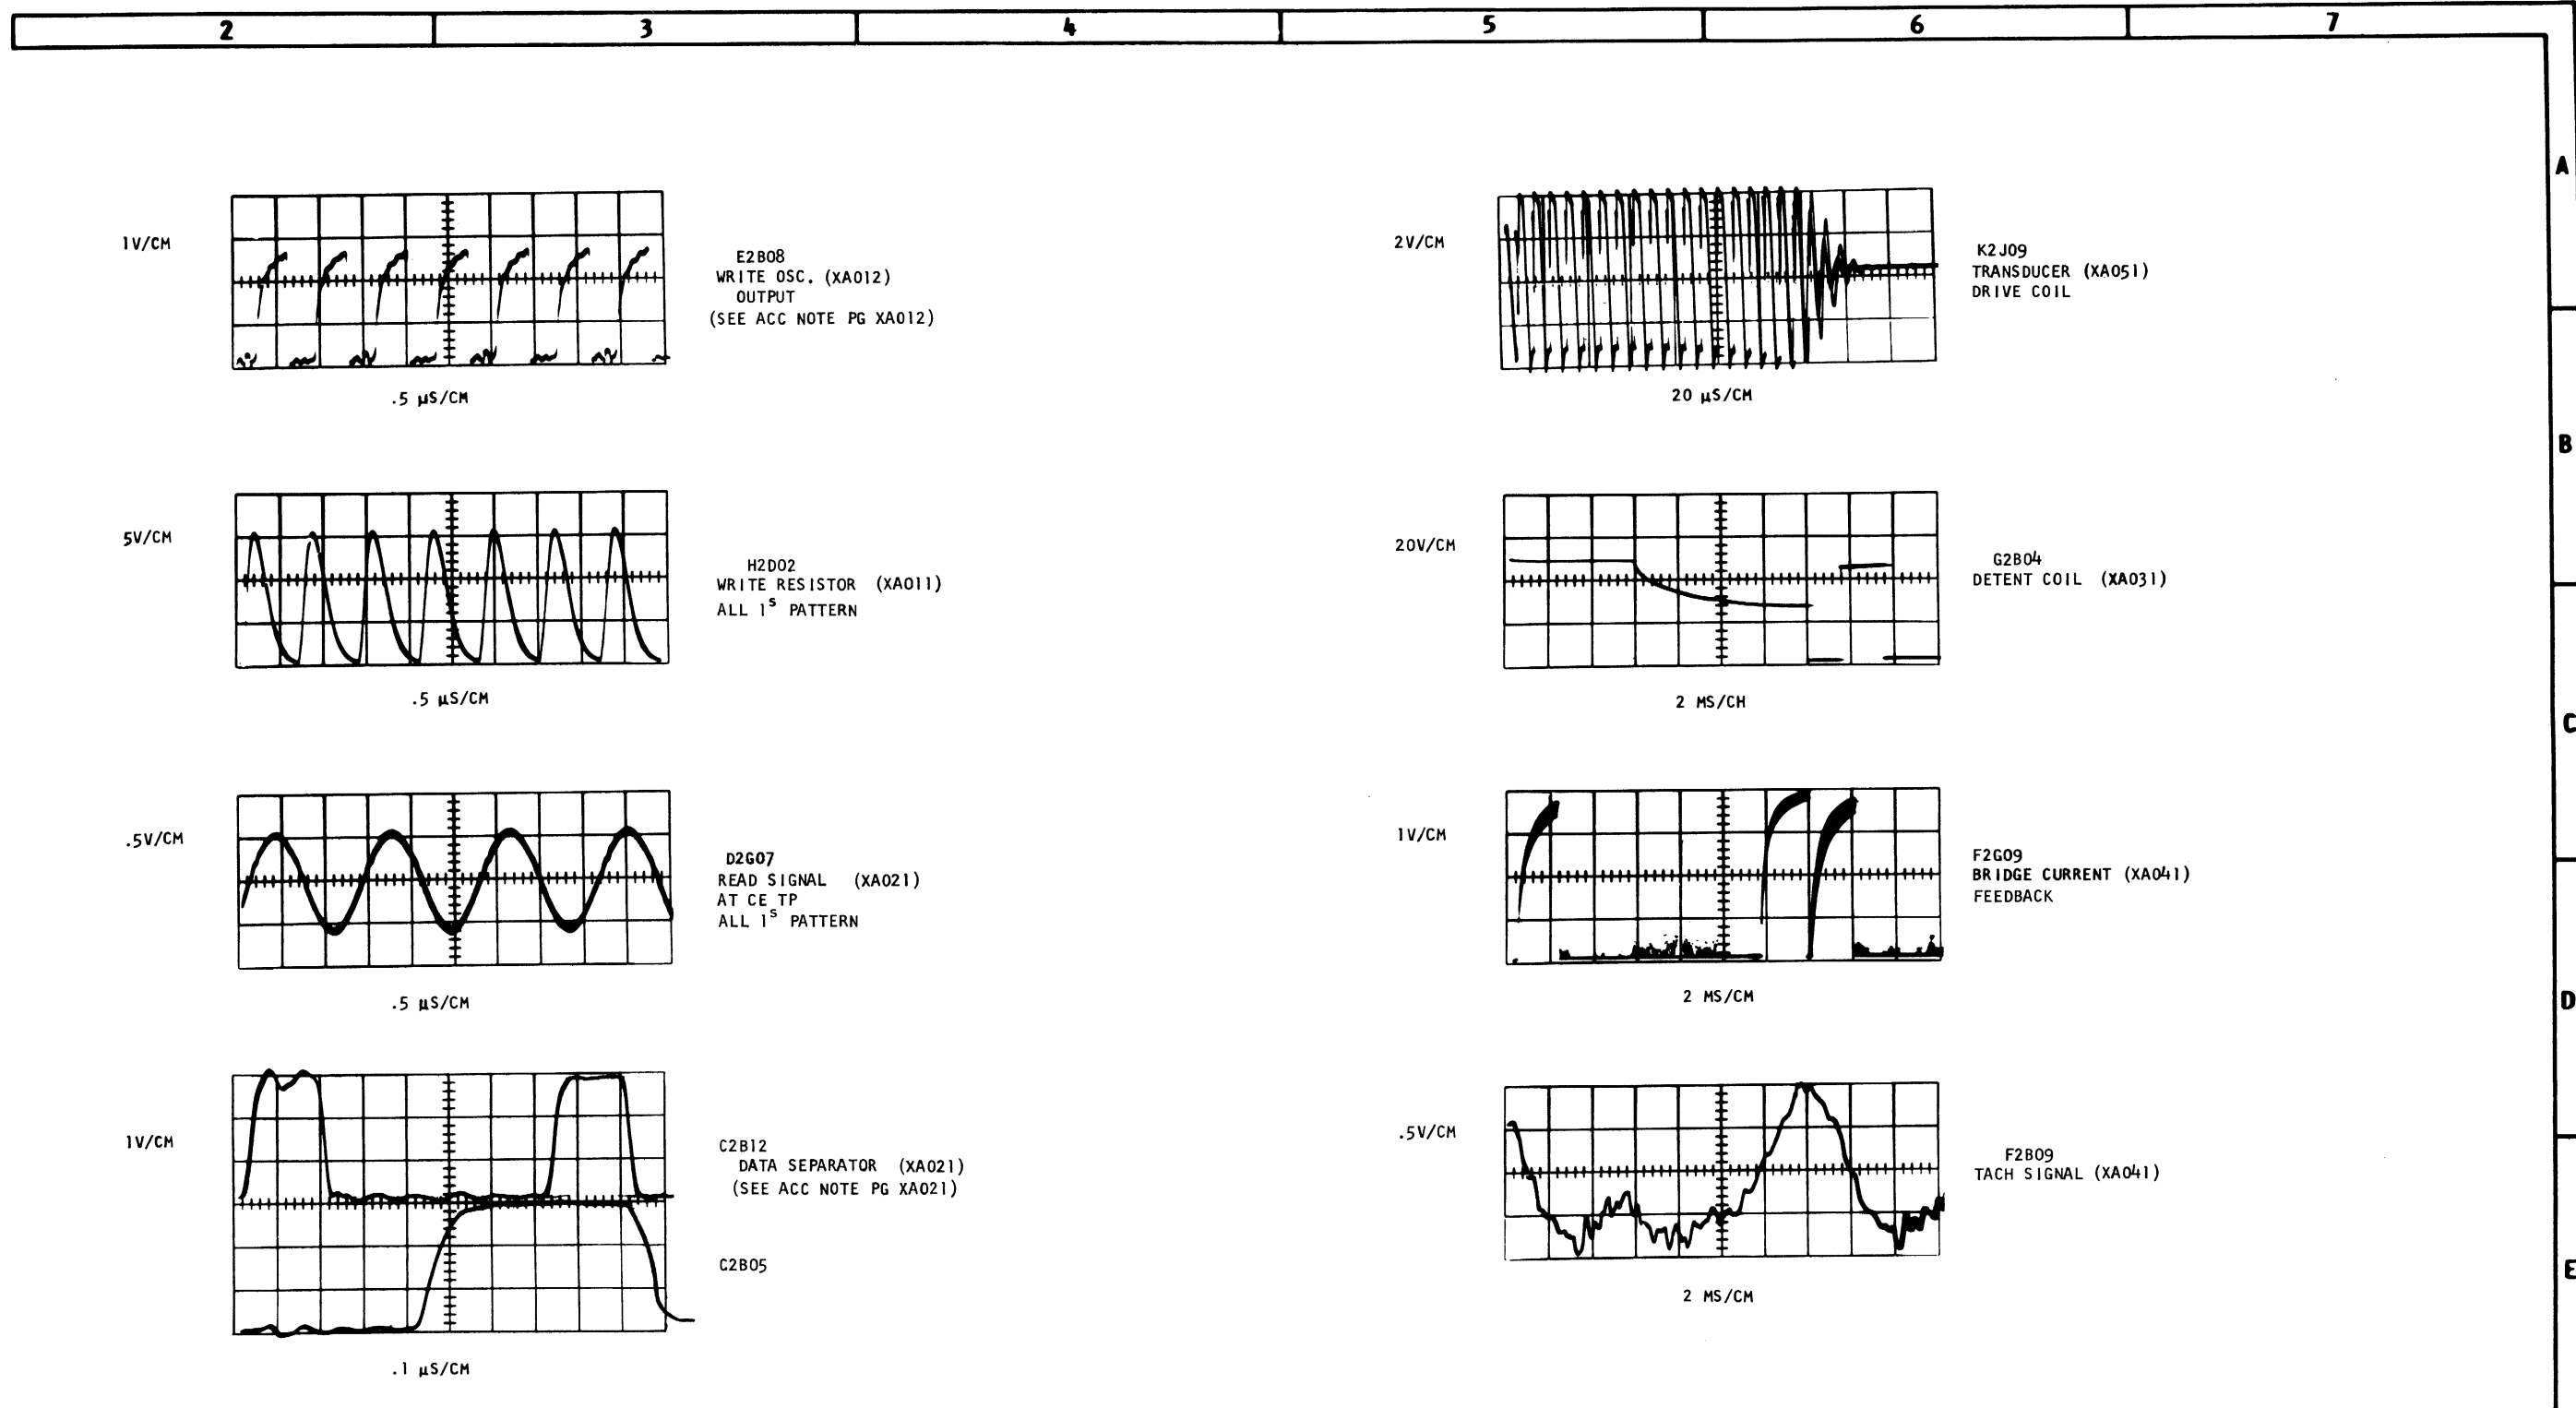 2 3 4 5 6 7
A
B
C
D
E
1V/CM
E2B08
WRITE OSC. (XA012)
OUTPUT
(SEE ACC NOTE PG XA012)
.5 µS/CM
5V/CM
H2D02
WRITE RESISTOR (XA011)
ALL 1S PATTERN
.5 µS/CM
.5V/CM
D2G07
READ SIGNAL (XA021)
AT CE TP
ALL 1S PATTERN
.5 µS/CM
1V/CM
C2B12
DATA SEPARATOR (XA021)
(SEE ACC NOTE PG XA021)
C2B05
.1 µS/CM
2V/CM
K2J09
TRANSDUCER (XA051)
DRIVE COIL
20 µS/CM
20V/CM
G2B04
DETENT COIL (XA031)
2 MS/CH
1V/CM
F2G09
BRIDGE CURRENT (XA041)
FEEDBACK
2 MS/CM
.5V/CM
F2B09
TACH SIGNAL (XA041)
2 MS/CM